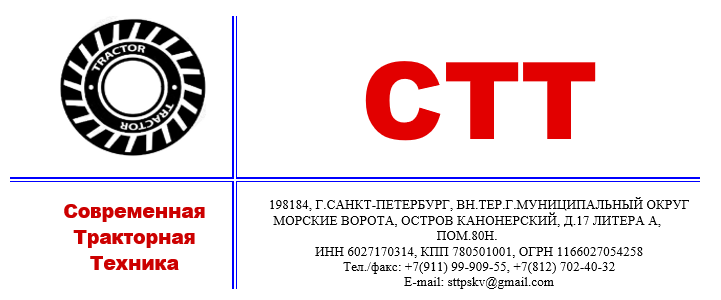 TRACTOR
TRACTOR
СТТ
Современная
Тракторная
Техника
198184, Г.САНКТ-ПЕТЕРБУРГ, ВН.ТЕР.Г.МУНИЦИПАЛЬНЫЙ ОКРУГ
МОРСКИЕ ВОРОТА, ОСТРОВ КАНОНЕРСКИЙ, Д.17 ЛИТЕРА А,
ПОМ.80Н.
ИНН 6027170314, КПП 780501001, ОГРН 1166027054258
Тел./факс: +7(911) 99-909-55, +7(812) 702-40-32
E-mail: sttpskv@gmail.com